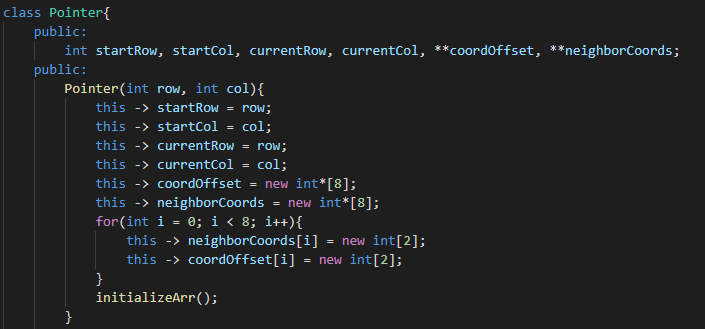 class Pointer{
    public:
        int startRow, startCol, currentRow, currentCol, **coordOffset, **neighborCoords;
    public:
        Pointer(int row, int col){
            this -> startRow = row;
            this -> startCol = col;
            this -> currentRow = row;
            this -> currentCol = col;
            this -> coordOffset = new int*[8];
            this -> neighborCoords = new int*[8];
            for(int i = 0; i < 8; i++){
                this -> neighborCoords[i] = new int[2];
                this -> coordOffset[i] = new int[2];
            }
            initializeArr();
        }